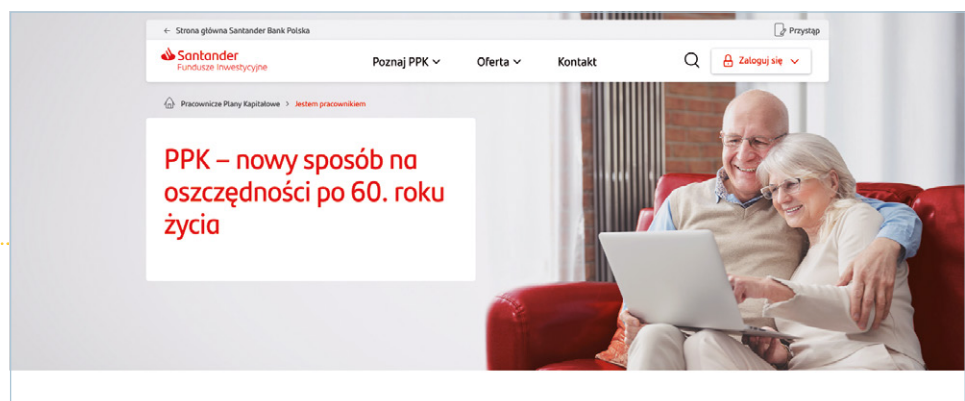 ← Strona główna Santander Bank Polska
Przystąp
Santander
Fundusze Inwestycyjne
Poznaj PPK
Oferta
Kontakt
Zaloguj się
Pracownicze Plany Kapitałowe > Jestem pracownikiem
PPK – nowy sposób na
oszczędności po 60. roku
życia